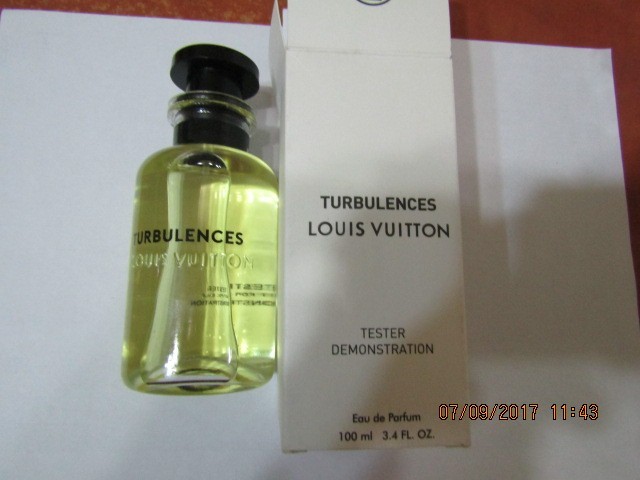 TURBULENCES
LOUIS VUITTON
TURBULENCES
LOUIS VUITTON
TESTER
DEMONSTRATION
Eau de Parfum
100 ml 3.4 FL. OZ.
07/09/2017 11:43